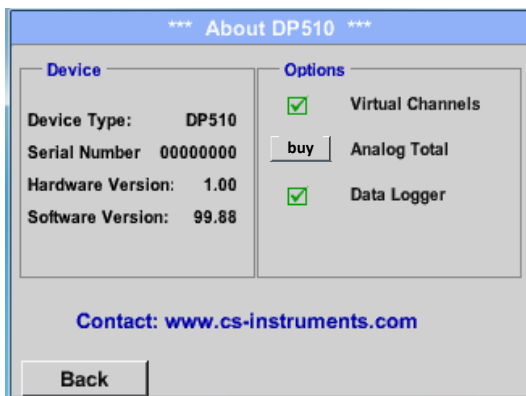 *** About DP510 ***
Device
Device Type: DP510
Serial Number 00000000
Hardware Version: 1.00
Software Version: 99.88
Options
Virtual Channels
buy Analog Total
Data Logger
Contact: www.cs-instruments.com
Back